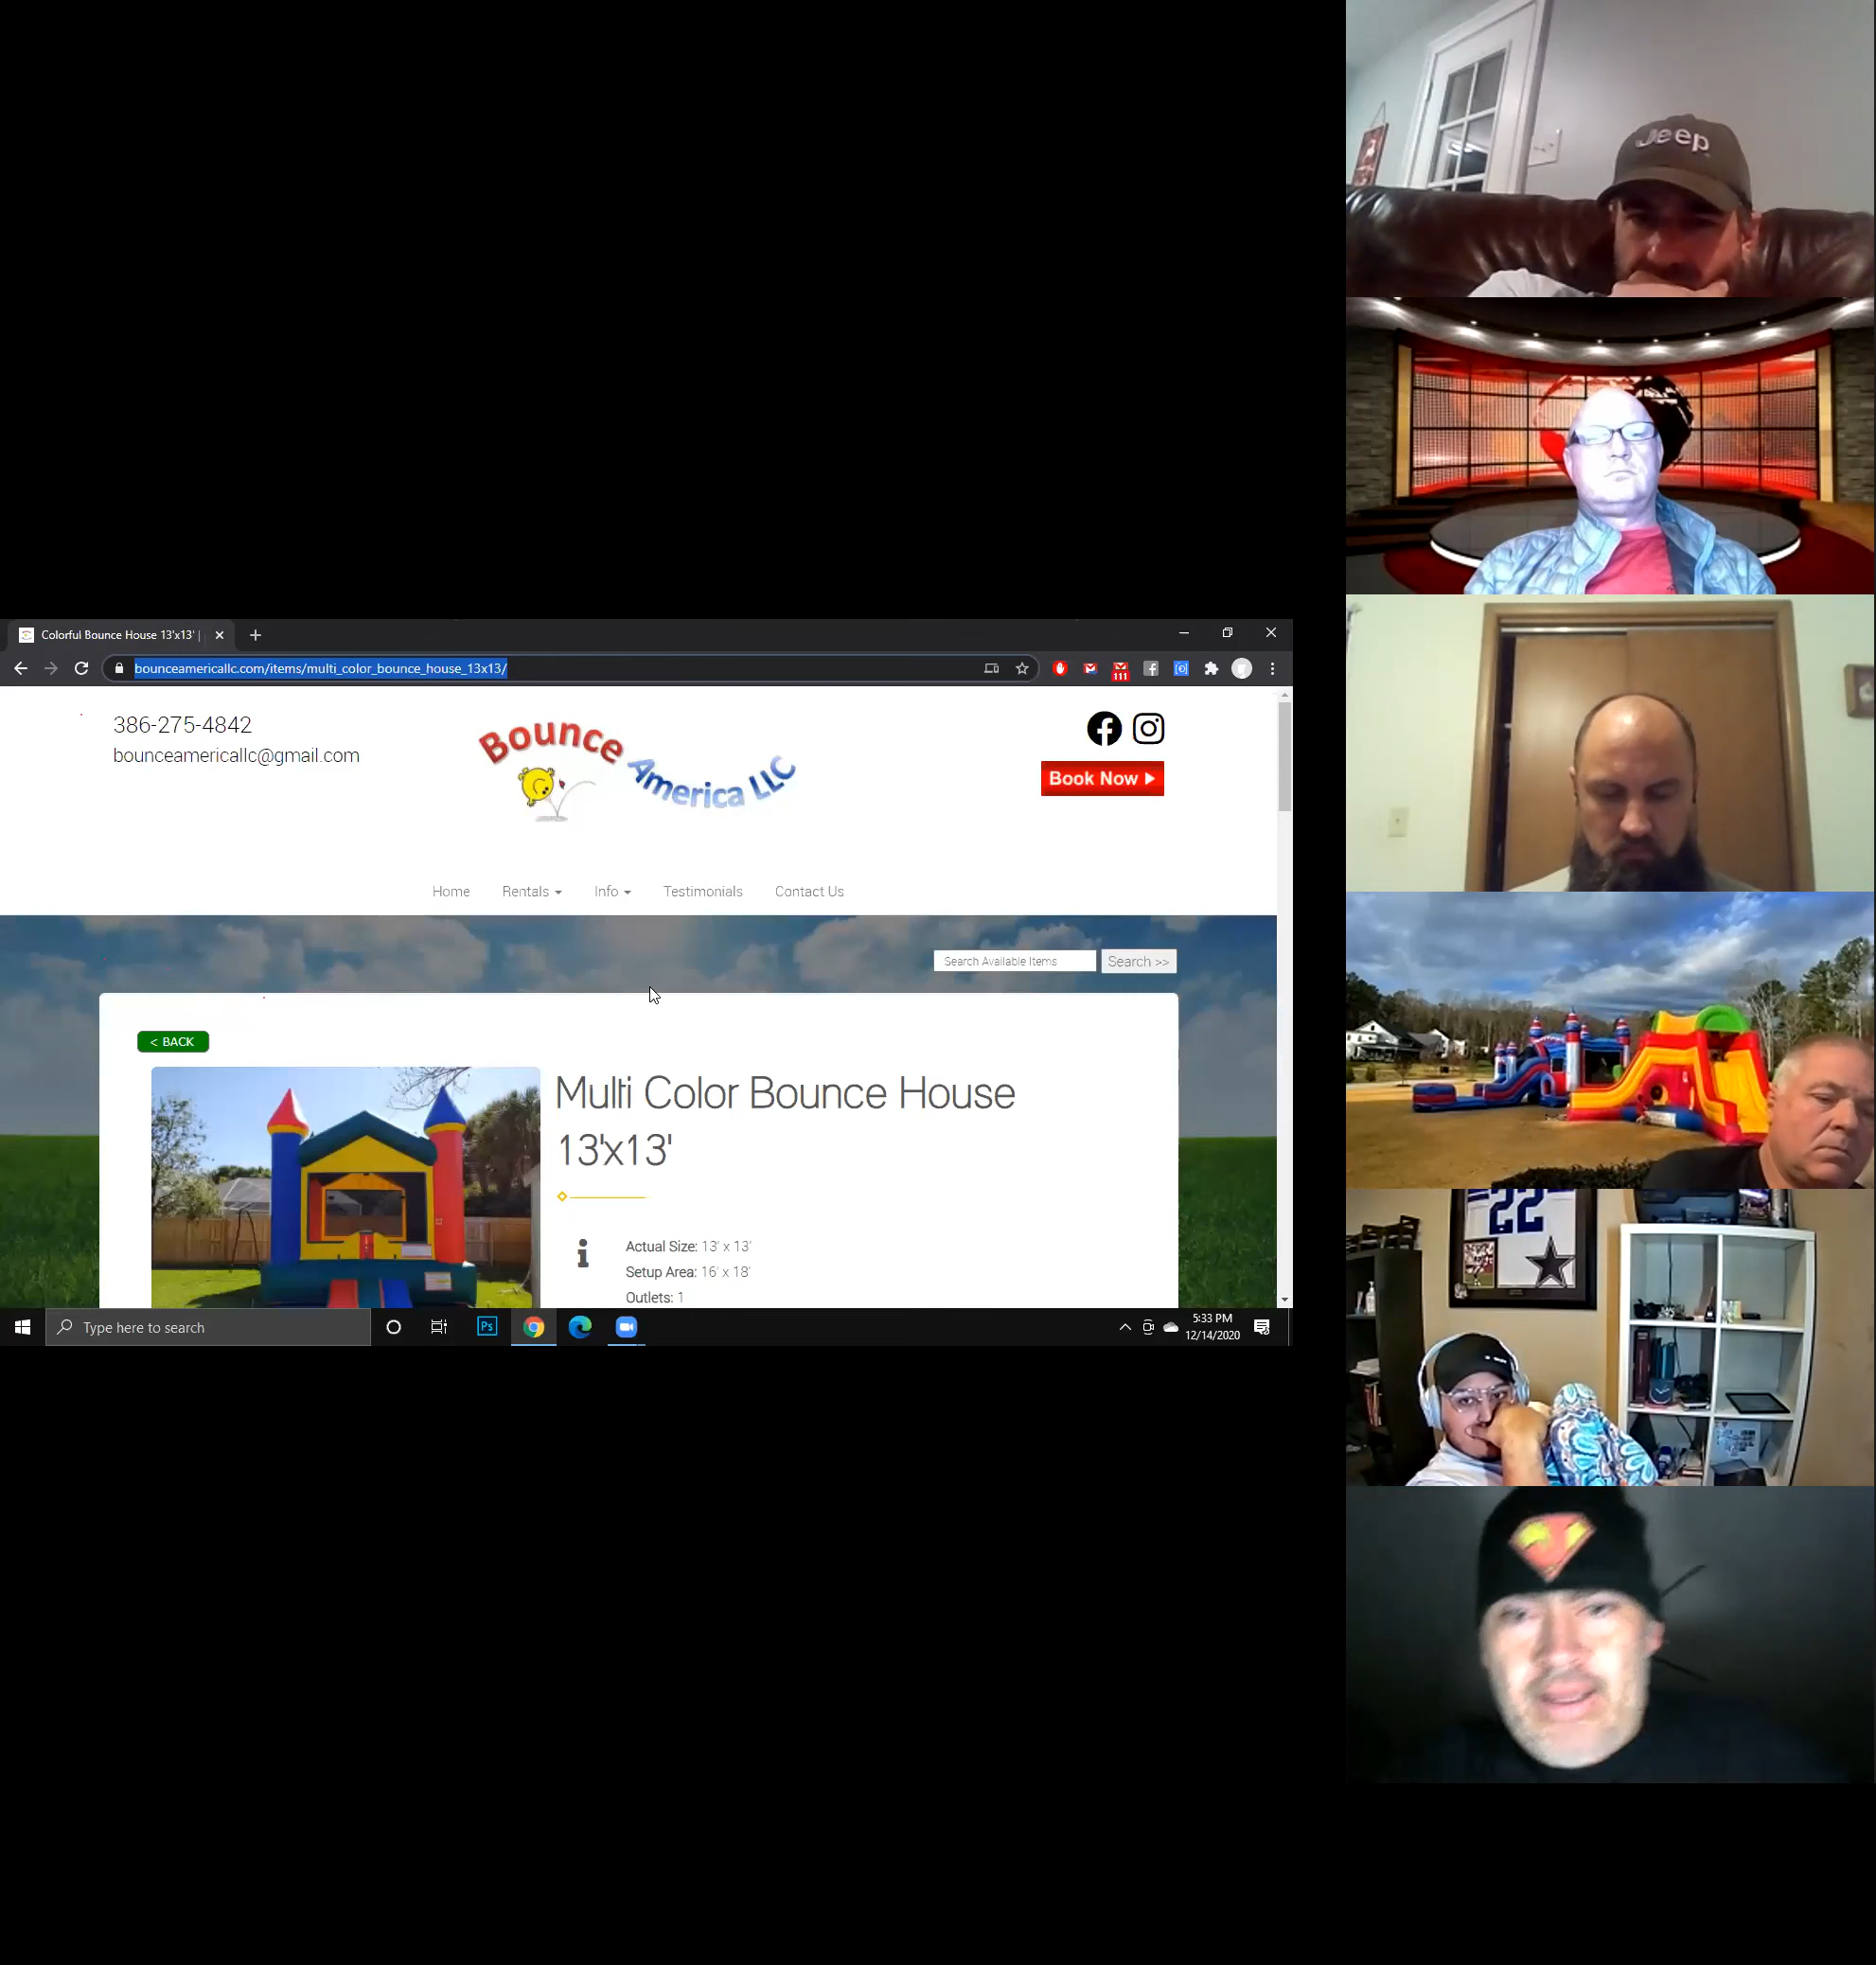 Colorful Bounce House 13'x13' |
bounceamericallc.com/items/multi_color_bounce_house_13x13/
111
386-275-4842
bounceamericallc@gmail.com
Bounce
America LLC
Book Now
Home
Rentals
Info
Testimonials
Contact Us
Search Available Items
Search >>
< BACK
Multi Color Bounce House
13'x13'
Actual Size: 13' x 13'
Setup Area: 16' x 18'
Outlets: 1
Type here to search
Ps
5:33 PM
12/14/2020
Jeep
22